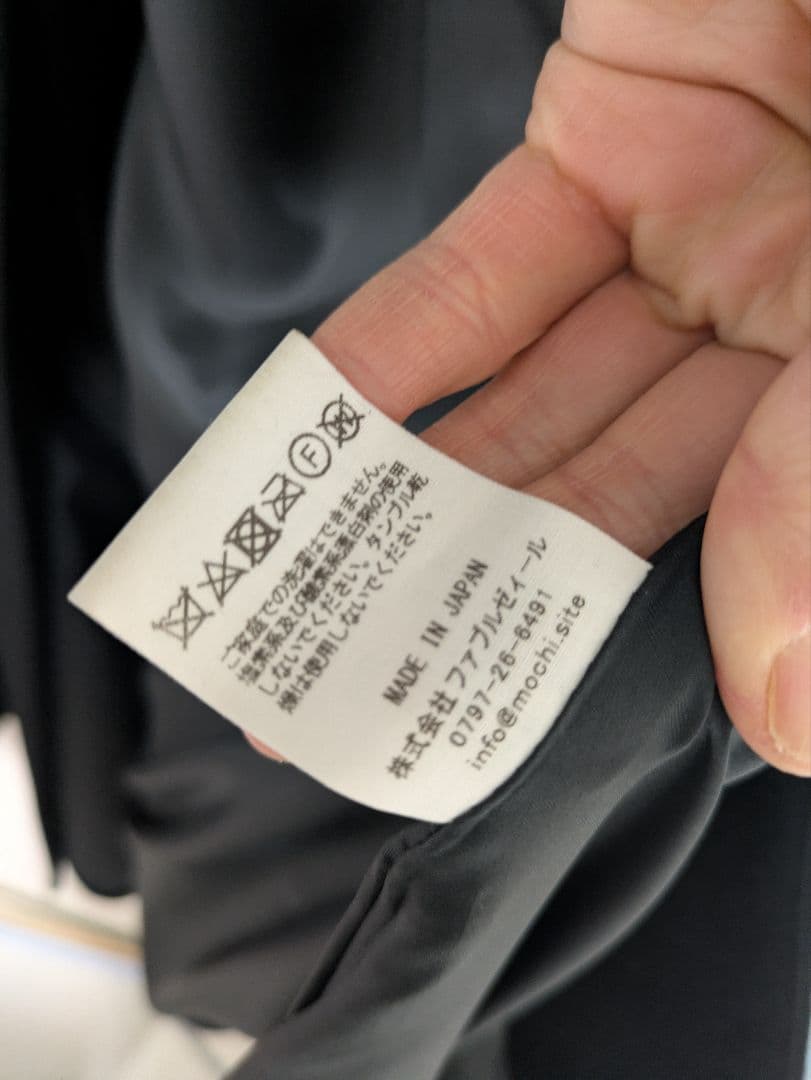 Ⓕ
ご家庭での洗濯はできません。
塩素系及び酸素系漂白剤の使用
しないでください。タンブル乾
燥は使用しないでください。
MADE IN JAPAN
株式会社ファブルゼィール
0797-26-6491
info@mochi.site